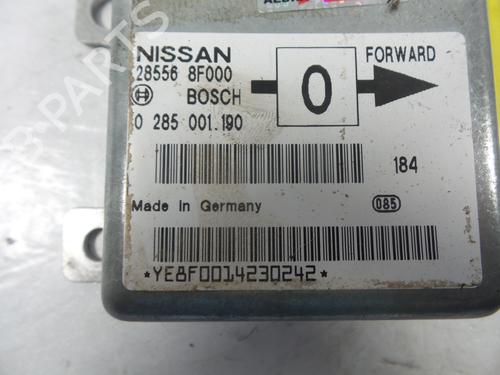 NISSAN
28556 8F000
BOSCH
0 285 001.190
0
FORWARD
184
Made in Germany
085
*YE8F0014230242*